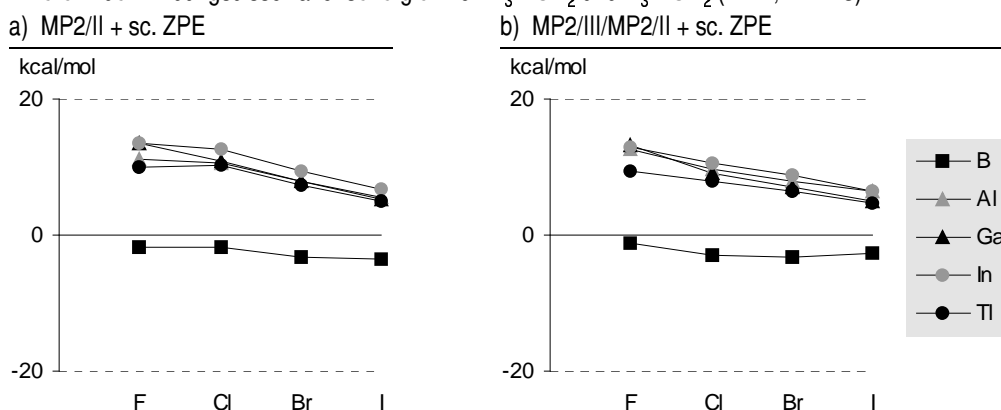 a) MP2/II + sc. ZPE
b) MP2/III/MP2/II + sc. ZPE
kcal/mol
kcal/mol
20
20
0
0
-20
-20
F Cl Br I
F Cl Br I
B
Al
Ga
In
Tl